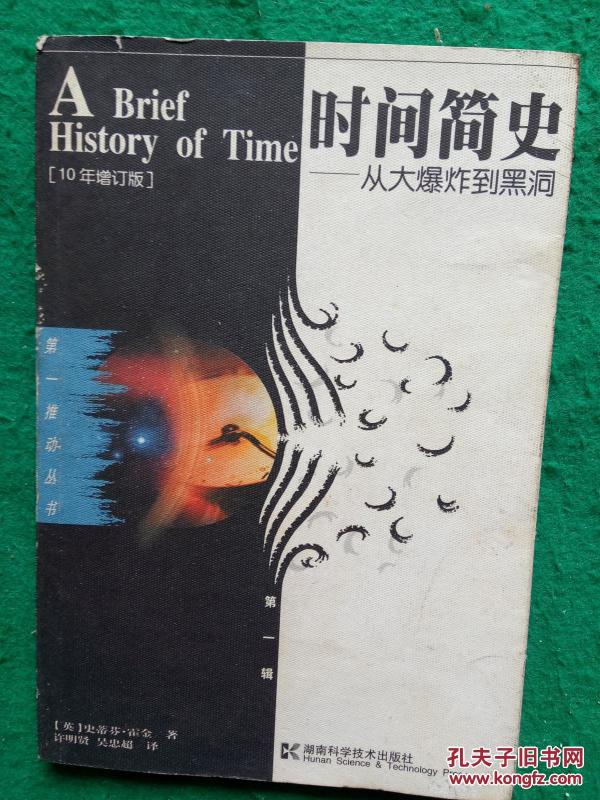 A Brief
History of Time
[10年增订版]
时间简史
——从大爆炸到黑洞
第一推动丛书
第一辑
[英]史蒂芬·霍金 著
许明贤 吴忠超 译
湖南科学技术出版社
Hunan Science & Technology Press
孔夫子旧书网
www.kongfz.com